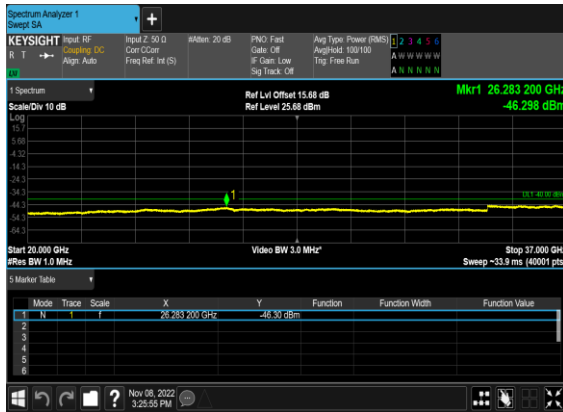 Spectrum Analyzer 1
Swept SA
KEYSIGHT Input: RF Input Z: 50 Ω #Atten: 20 dB PNO: Fast Avg Type: Power (RMS) 1 2 3 4 5 6
R T Coupling: DC Corr CCorr Gate: Off Avg|Hold: 100/100 A W W W W W
Align: Auto Freq Ref: Int (S) IF Gain: Low Trig: Free Run
LXI Sig Track: Off A N N N N N
1 Spectrum Ref Lvl Offset 15.68 dB Mkr1 26.283 200 GHz
Scale/Div 10 dB Ref Level 25.68 dBm -46.298 dBm
Log
15.7
5.68
-4.32
-14.3
-24.3
-34.3
1
DL1 -40.00 dBm
-44.3
-54.3
-64.3
Start 20.000 GHz Video BW 3.0 MHz* Stop 37.000 GHz
#Res BW 1.0 MHz Sweep ~33.9 ms (40001 pts)
5 Marker Table
Mode Trace Scale X Y Function Function Width Function Value
1 N 1 f 26.283 200 GHz -46.30 dBm
2
3
4
5
6
? Nov 08, 2022
3:25:55 PM